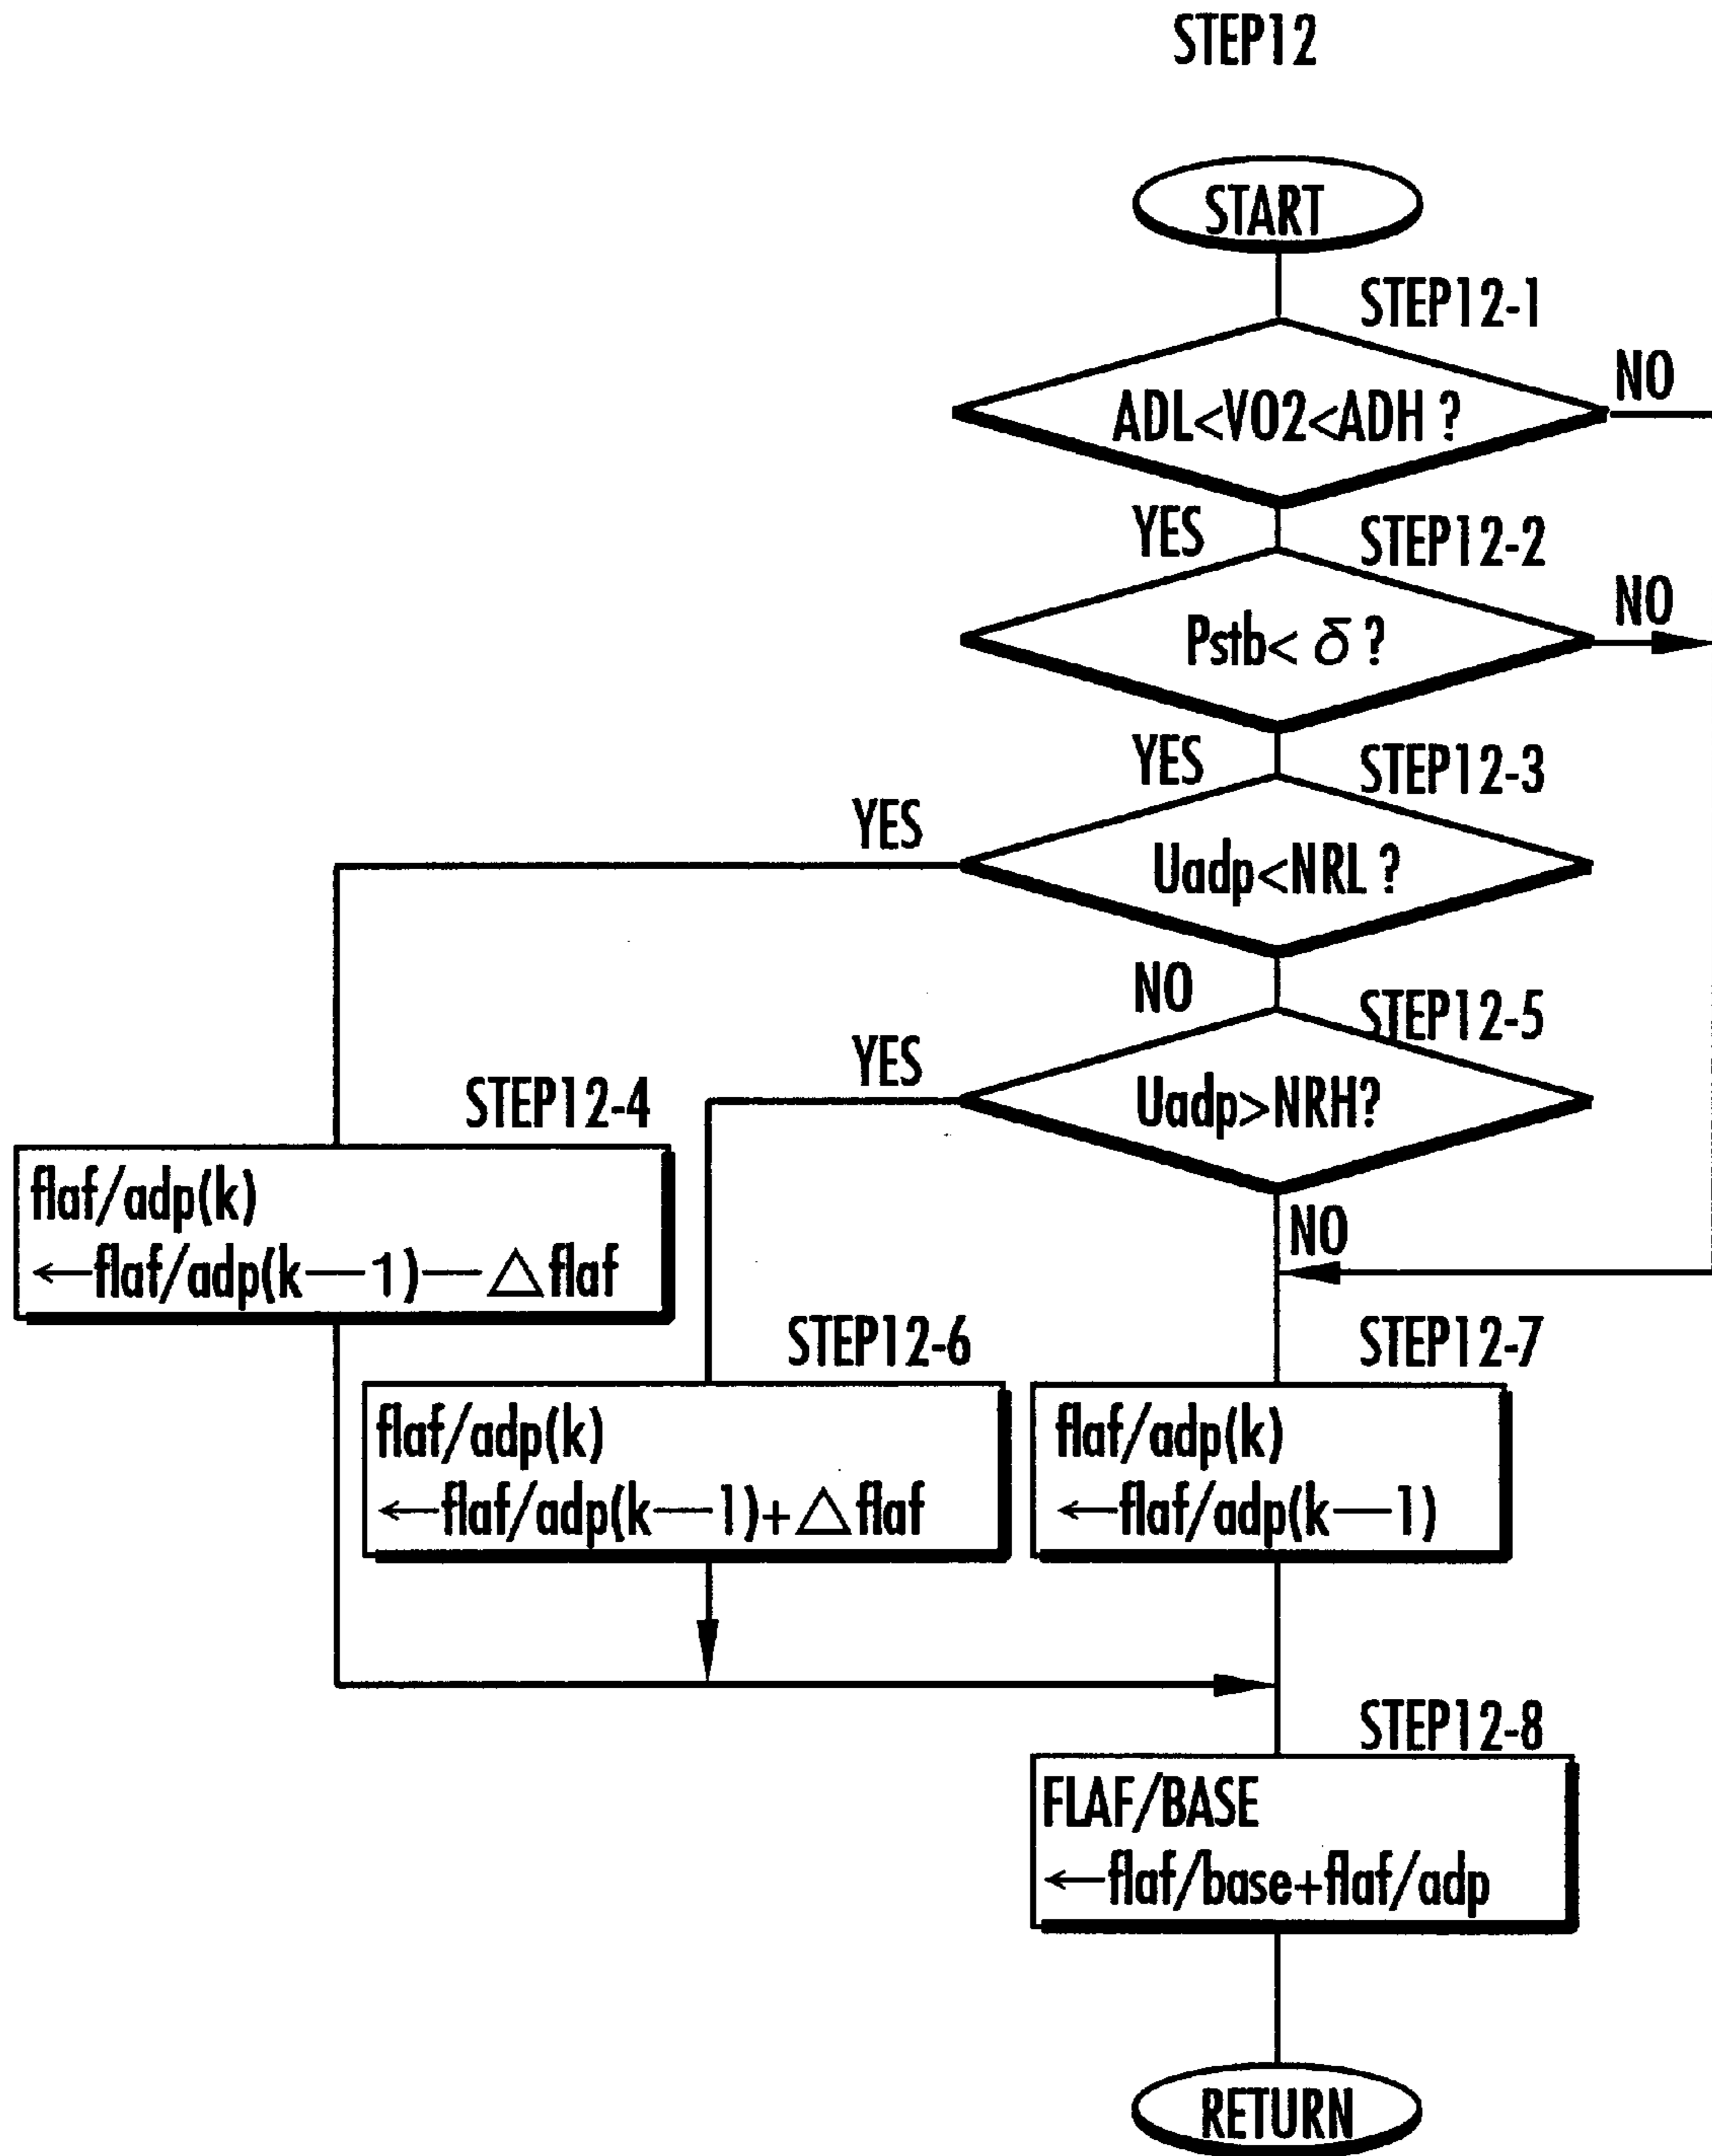 STEP12
START
STEP12-1
ADL<VO2<ADH ?
NO
YES
STEP12-2
Pstb< δ ?
NO
YES
STEP12-3
YES
Uadp<NRL ?
NO
STEP12-5
YES
Uadp>NRH?
STEP12-4
NO
flaf/adp(k)
←flaf/adp(k—1)—△flaf
STEP12-6
STEP12-7
flaf/adp(k)
←flaf/adp(k—1)+△flaf
flaf/adp(k)
←flaf/adp(k—1)
STEP12-8
FLAF/BASE
←flaf/base+flaf/adp
RETURN